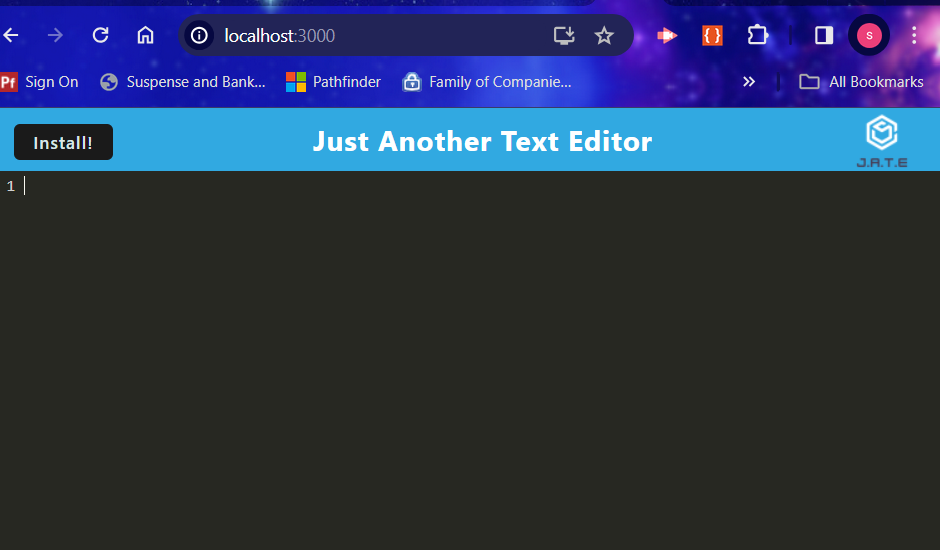 localhost:3000
{ }
S
Pf Sign On Suspense and Bank... Pathfinder Family of Companie... » All Bookmarks
Install! Just Another Text Editor
J.A.T.E
1